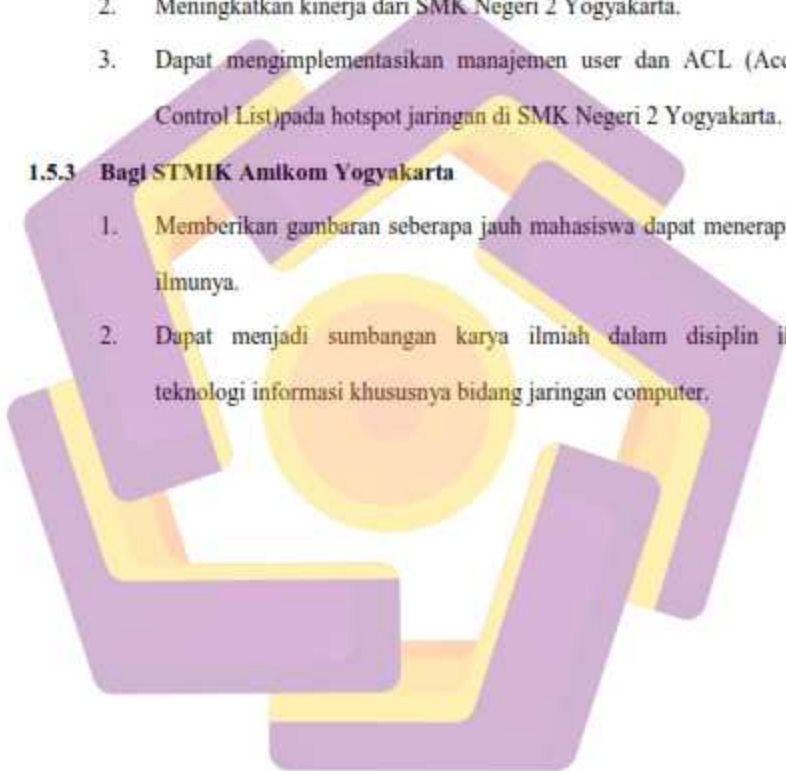 2. Meningkatkan kinerja dari SMK Negeri 2 Yogyakarta.
3. Dapat mengimplementasikan manajemen user dan ACL
Control List)pada hotspot jaringan di SMK Negeri 2 Yogyakarta.
1.5.3 Bagi STMIK Amikom Yogyakarta
1. Memberikan gambaran seberapa jauh mahasiswa dapat
ilmunya.
2. Dapat menjadi sumbangan karya ilmiah dalam disiplin
teknologi informasi khususnya bidang jaringan computer.